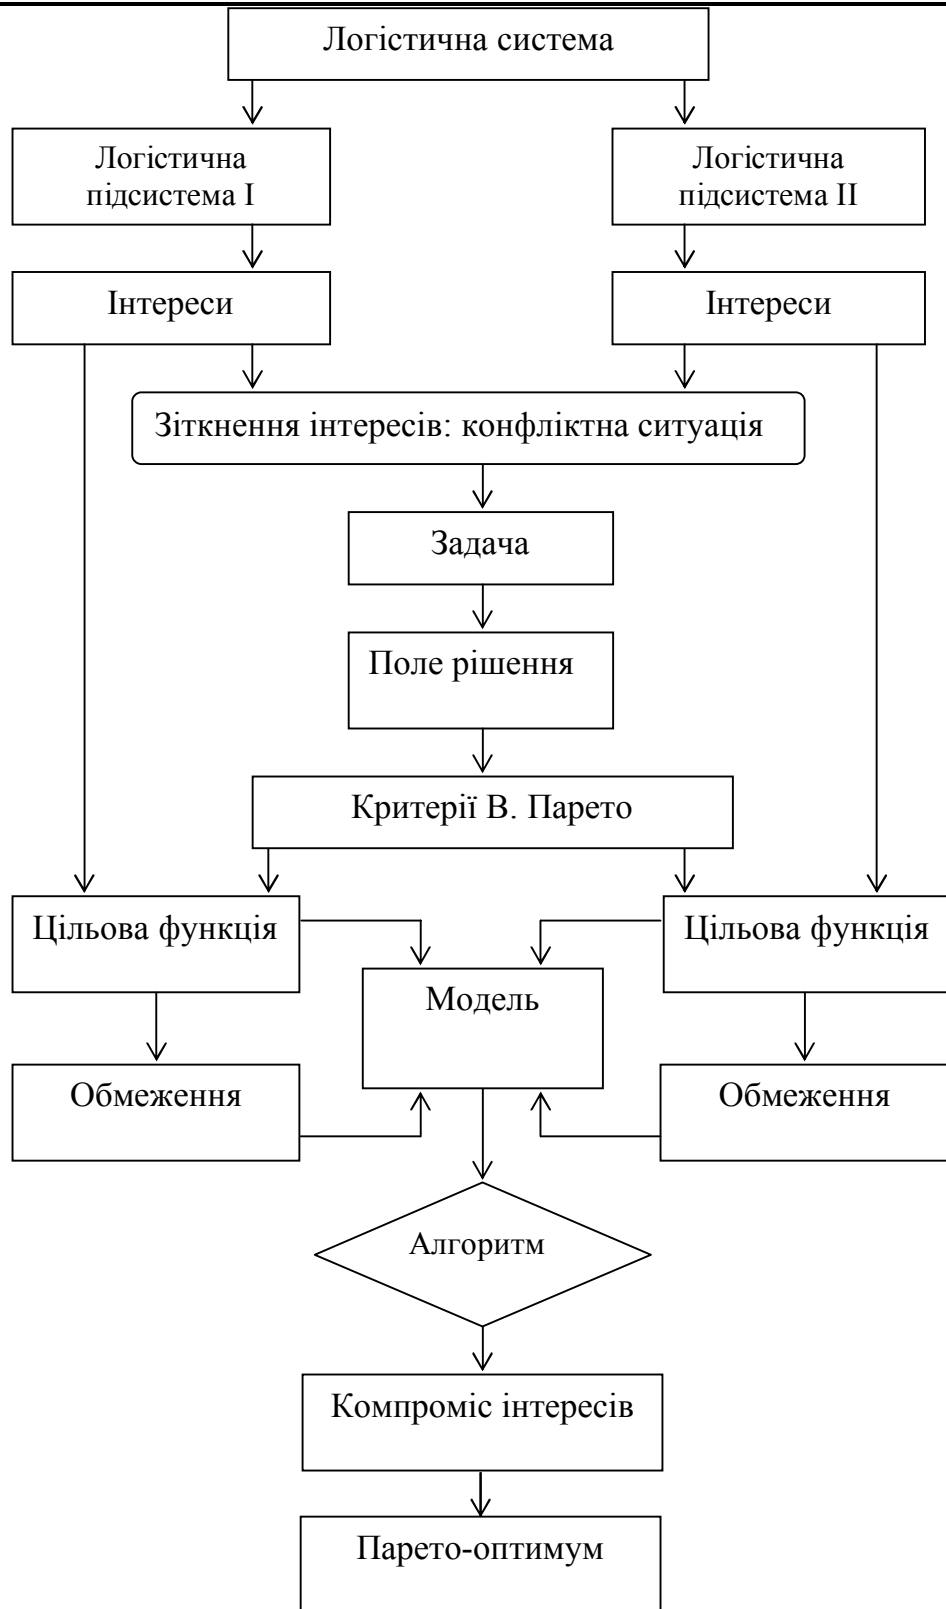 Логістична система
Логістична
підсистема І
Логістична
підсистема ІІ
Інтереси
Інтереси
Зіткнення інтересів: конфліктна ситуація
Задача
Поле рішення
Критерії В. Парето
Цільова функція
Цільова функція
Модель
Обмеження
Обмеження
Алгоритм
Компроміс інтересів
Парето-оптимум